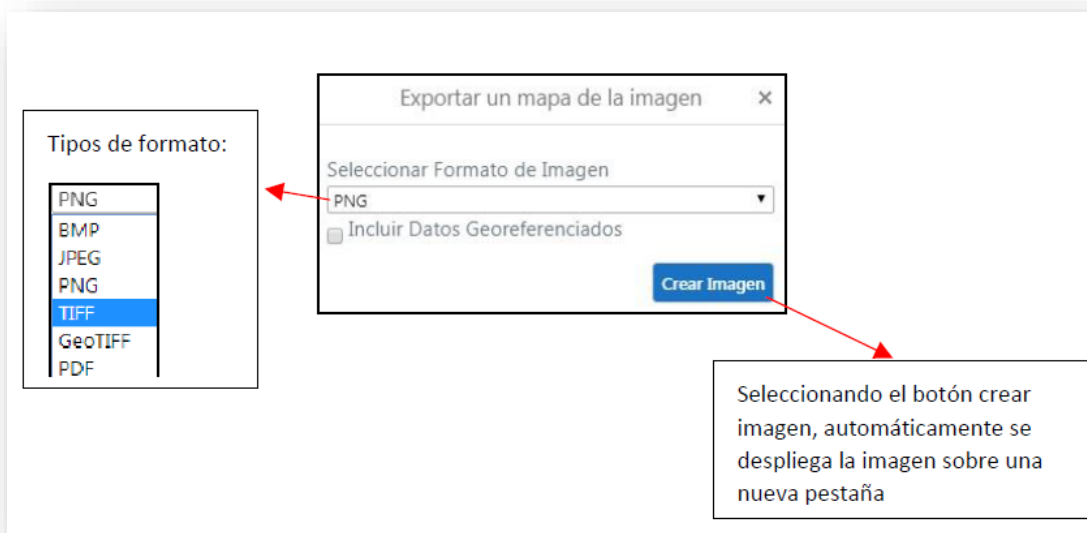 Exportar un mapa de la imagen ×
Seleccionar Formato de Imagen
PNG
Incluir Datos Georeferenciados
Crear Imagen
Tipos de formato:
PNG
BMP
JPEG
PNG
TIFF
GeoTIFF
PDF
Seleccionando el botón crear
imagen, automáticamente se
despliega la imagen sobre una
nueva pestaña